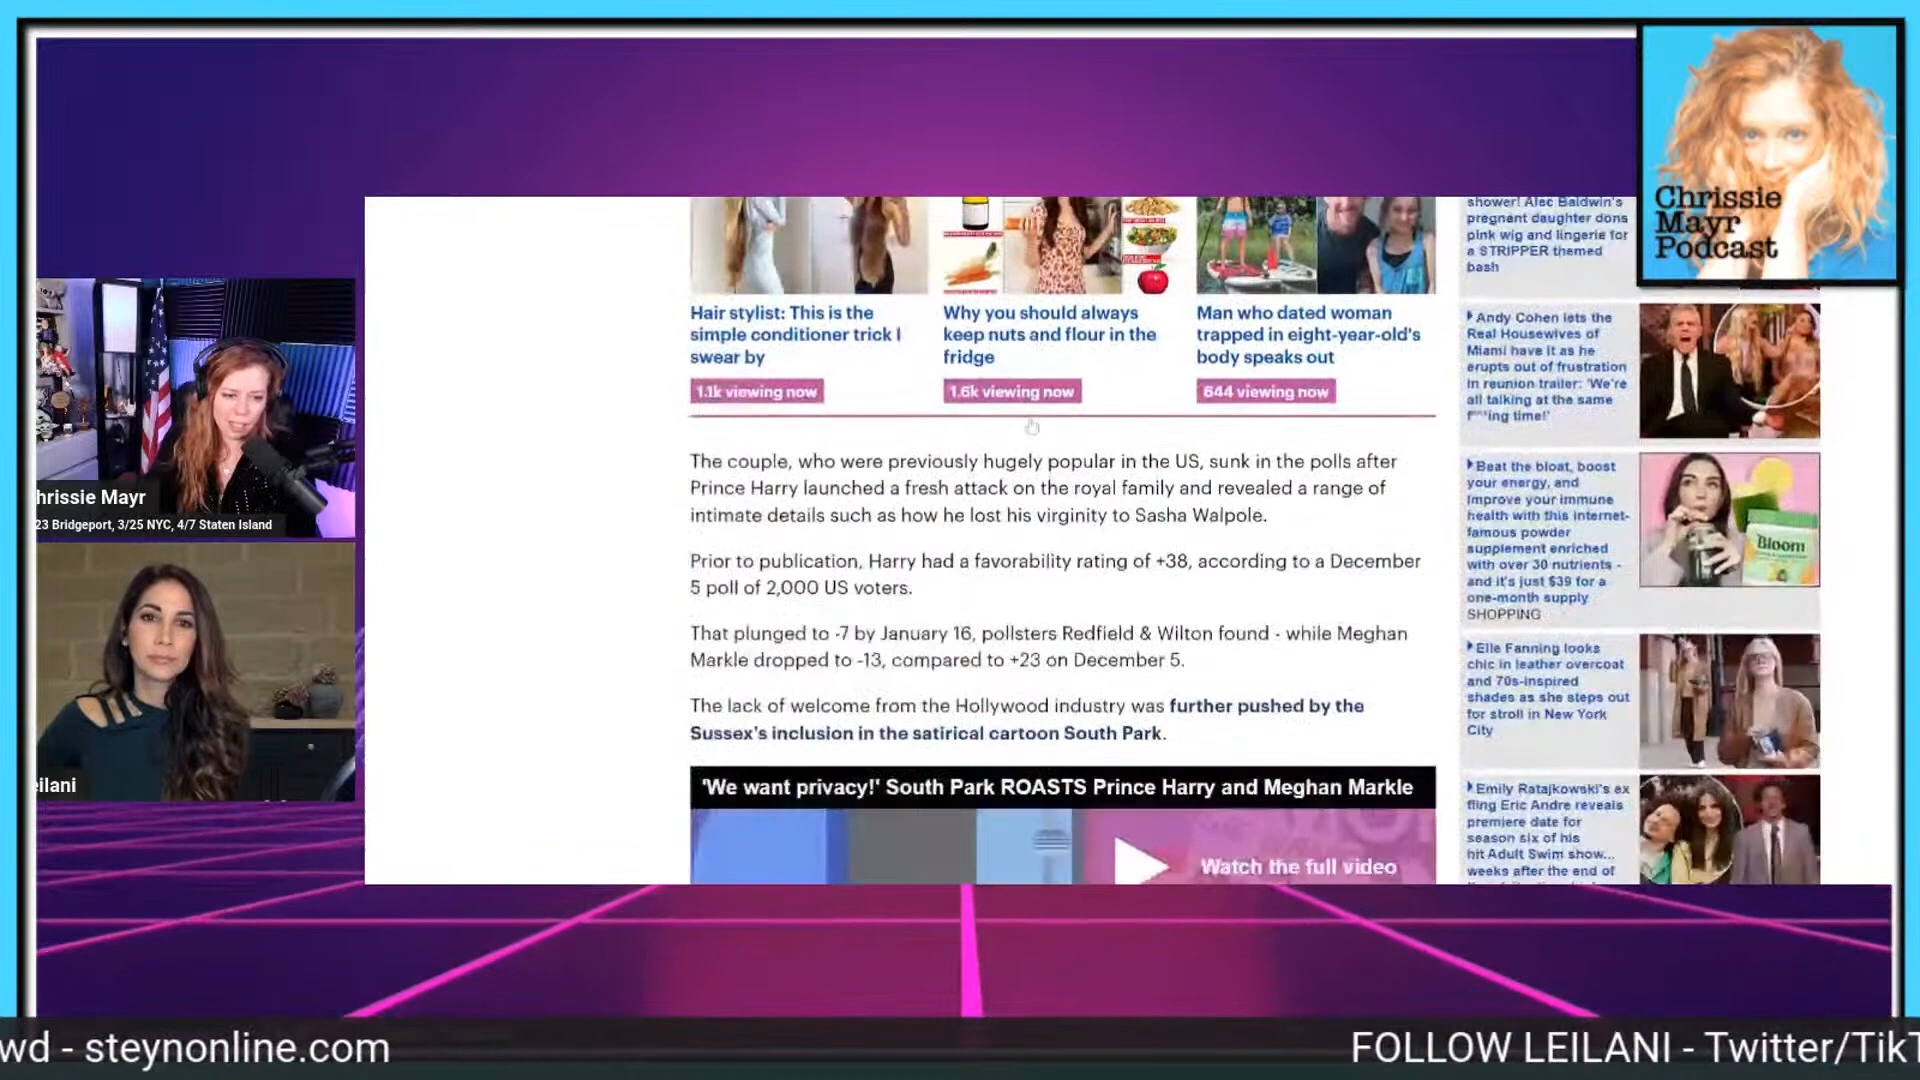 Chrissie
Mayr
Podcast
hrissie Mayr
23 Bridgeport, 3/25 NYC, 4/7 Staten Island
eilani
Hair stylist: This is the
simple conditioner trick I
swear by
1.1k viewing now
Why you should always
keep nuts and flour in the
fridge
1.6k viewing now
Man who dated woman
trapped in eight-year-old's
body speaks out
644 viewing now
The couple, who were previously hugely popular in the US, sunk in the polls after
Prince Harry launched a fresh attack on the royal family and revealed a range of
intimate details such as how he lost his virginity to Sasha Walpole.
Prior to publication, Harry had a favorability rating of +38, according to a December
5 poll of 2,000 US voters.
That plunged to -7 by January 16, pollsters Redfield & Wilton found - while Meghan
Markle dropped to -13, compared to +23 on December 5.
The lack of welcome from the Hollywood industry was further pushed by the
Sussex's inclusion in the satirical cartoon South Park.
'We want privacy!' South Park ROASTS Prince Harry and Meghan Markle
Watch the full video
shower! Alec Baldwin's
pregnant daughter dons
pink wig and lingerie for
a STRIPPER themed
bash
Andy Cohen lets the
Real Housewives of
Miami have it as he
erupts out of frustration
in reunion trailer: 'We're
all talking at the same
f***ing time!'
Beat the bloat, boost
your energy, and
improve your immune
health with this internet-
famous powder
supplement enriched
with over 30 nutrients -
and it's just $39 for a
one-month supply
SHOPPING
Bloom
Elle Fanning looks
chic in leather overcoat
and 70s-inspired
shades as she steps out
for stroll in New York
City
Emily Ratajkowski's ex
fling Eric Andre reveals
premiere date for
season six of his
hit Adult Swim show...
weeks after the end of
wd - steynonline.com
FOLLOW LEILANI - Twitter/TikT